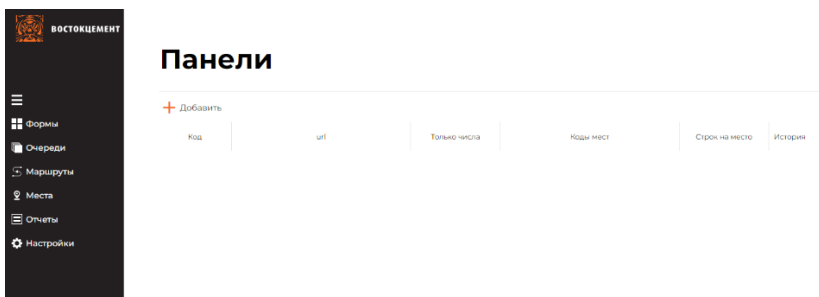 ВОСТОКЦЕМЕНТ
Панели
Добавить
Код url Только числа Коды мест Строк на место История
Формы
Очереди
Маршруты
Места
Отчеты
Настройки